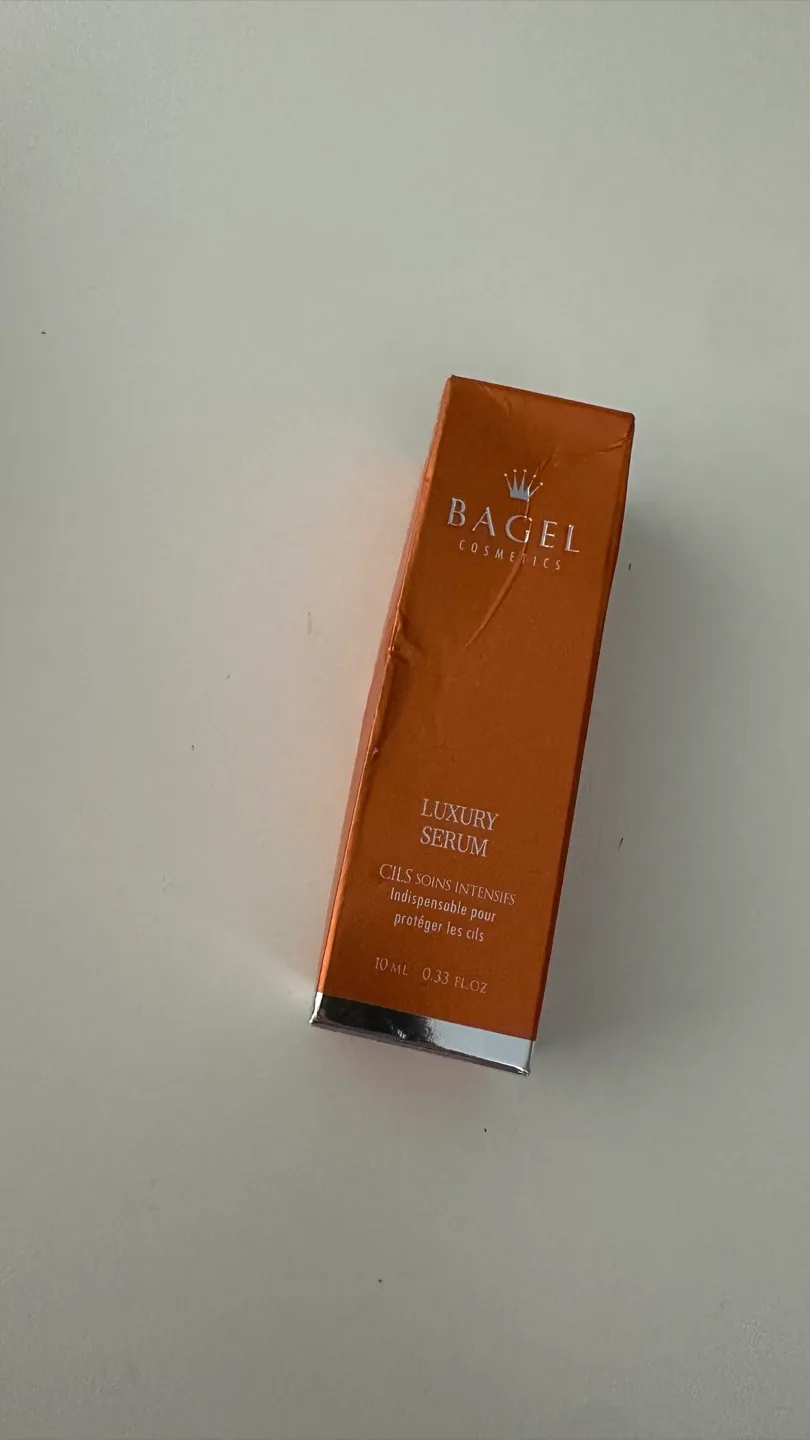 BAGEL
COSMETICS
LUXURY
SERUM
CILS SOINS INTENSIFS
Indispensable pour
protéger les cils
10 ML 0.33 FL.OZ